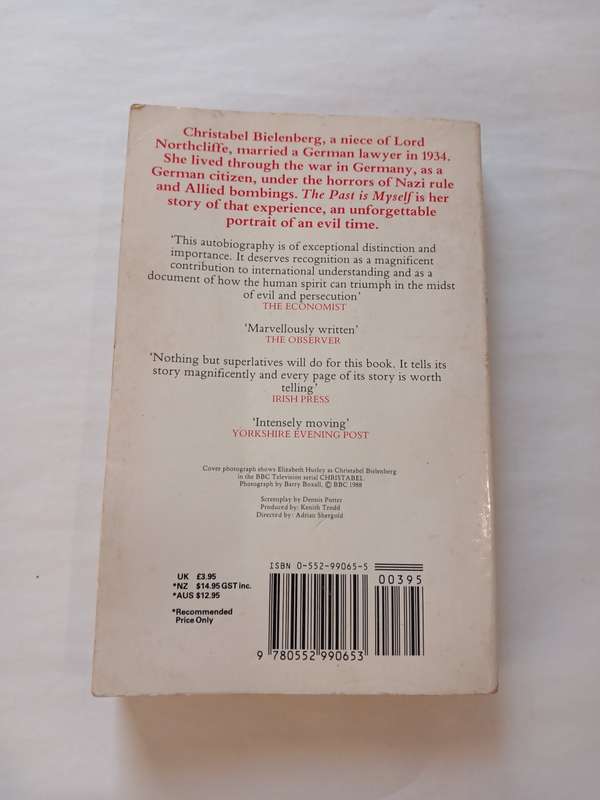 Christabel Bielenberg, a niece of Lord
Northcliffe, married a German lawyer in 1934.
She lived through the war in Germany, as a
German citizen, under the horrors of Nazi rule
and Allied bombings. The Past is Myself is her
story of that experience, an unforgettable
portrait of an evil time.
'This autobiography is of exceptional distinction and
importance. It deserves recognition as a magnificent
contribution to international understanding and as a
document of how the human spirit can triumph in the midst
of evil and persecution'
THE ECONOMIST
'Marvellously written'
THE OBSERVER
'Nothing but superlatives will do for this book. It tells its
story magnificently and every page of its story is worth
telling'
IRISH PRESS
'Intensely moving'
YORKSHIRE EVENING POST
Cover photograph shows Elizabeth Hurley as Christabel Bielenberg
in the BBC Television serial CHRISTABEL
Photograph by Barry Boxall, © BBC 1988
Screenplay by Dennis Potter
Produced by: Kenith Trodd
Directed by: Adrian Shergold
UK £3.95
*NZ $14.95 GST inc.
*AUS $12.95
*Recommended
Price Only
ISBN 0-552-99065-5
00395
9 780552 990653